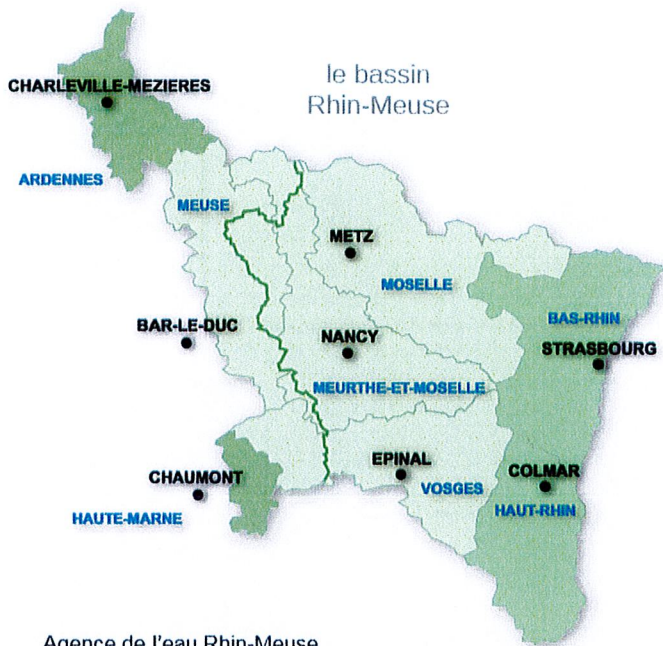 le bassin
Rhin-Meuse
CHARLEVILLE-MEZIERES
ARDENNES
MEUSE
METZ
MOSELLE
BAR-LE-DUC
NANCY
BAS-RHIN
STRASBOURG
MEURTHE-ET-MOSELLE
CHAUMONT
EPINAL
COLMAR
VOSGES
HAUT-RHIN
HAUTE-MARNE
Agence de l'eau Rhin-Meuse